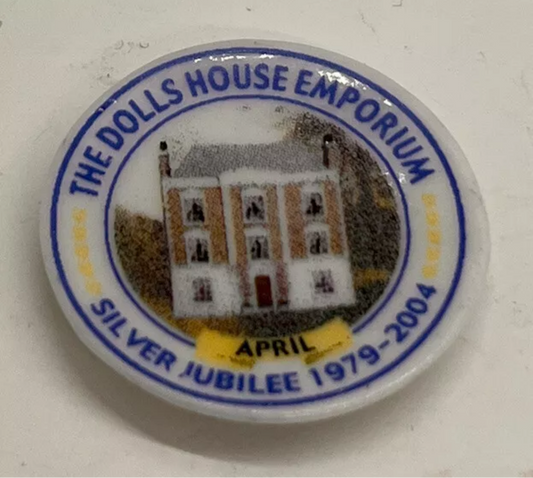 THE DOLLS HOUSE EMPORIUM
APRIL
SILVER JUBILEE 1979-2004